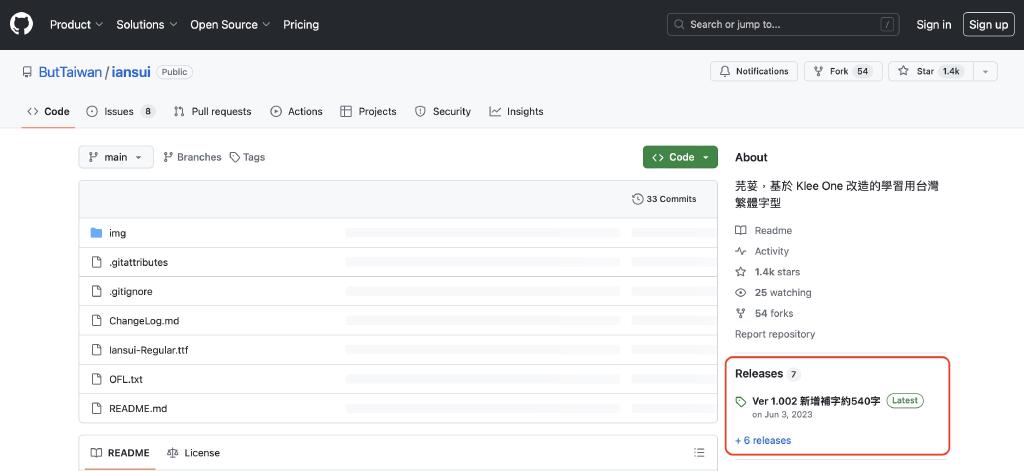 Product Solutions Open Source Pricing Search or jump to... / Sign in Sign up
ButTaiwan / iansui Public Notifications Fork 54 Star 1.4k
Code Issues 8 Pull requests Actions Projects Security Insights
main Branches Tags Code
33 Commits
img
.gitattributes
.gitignore
ChangeLog.md
Iansui-Regular.ttf
OFL.txt
README.md
README License
About
芫荽，基於 Klee One 改造的學習用台灣
繁體字型
Readme
Activity
1.4k stars
25 watching
54 forks
Report repository
Releases 7
Ver 1.002 新增補字約540字 Latest
on Jun 3, 2023
+ 6 releases